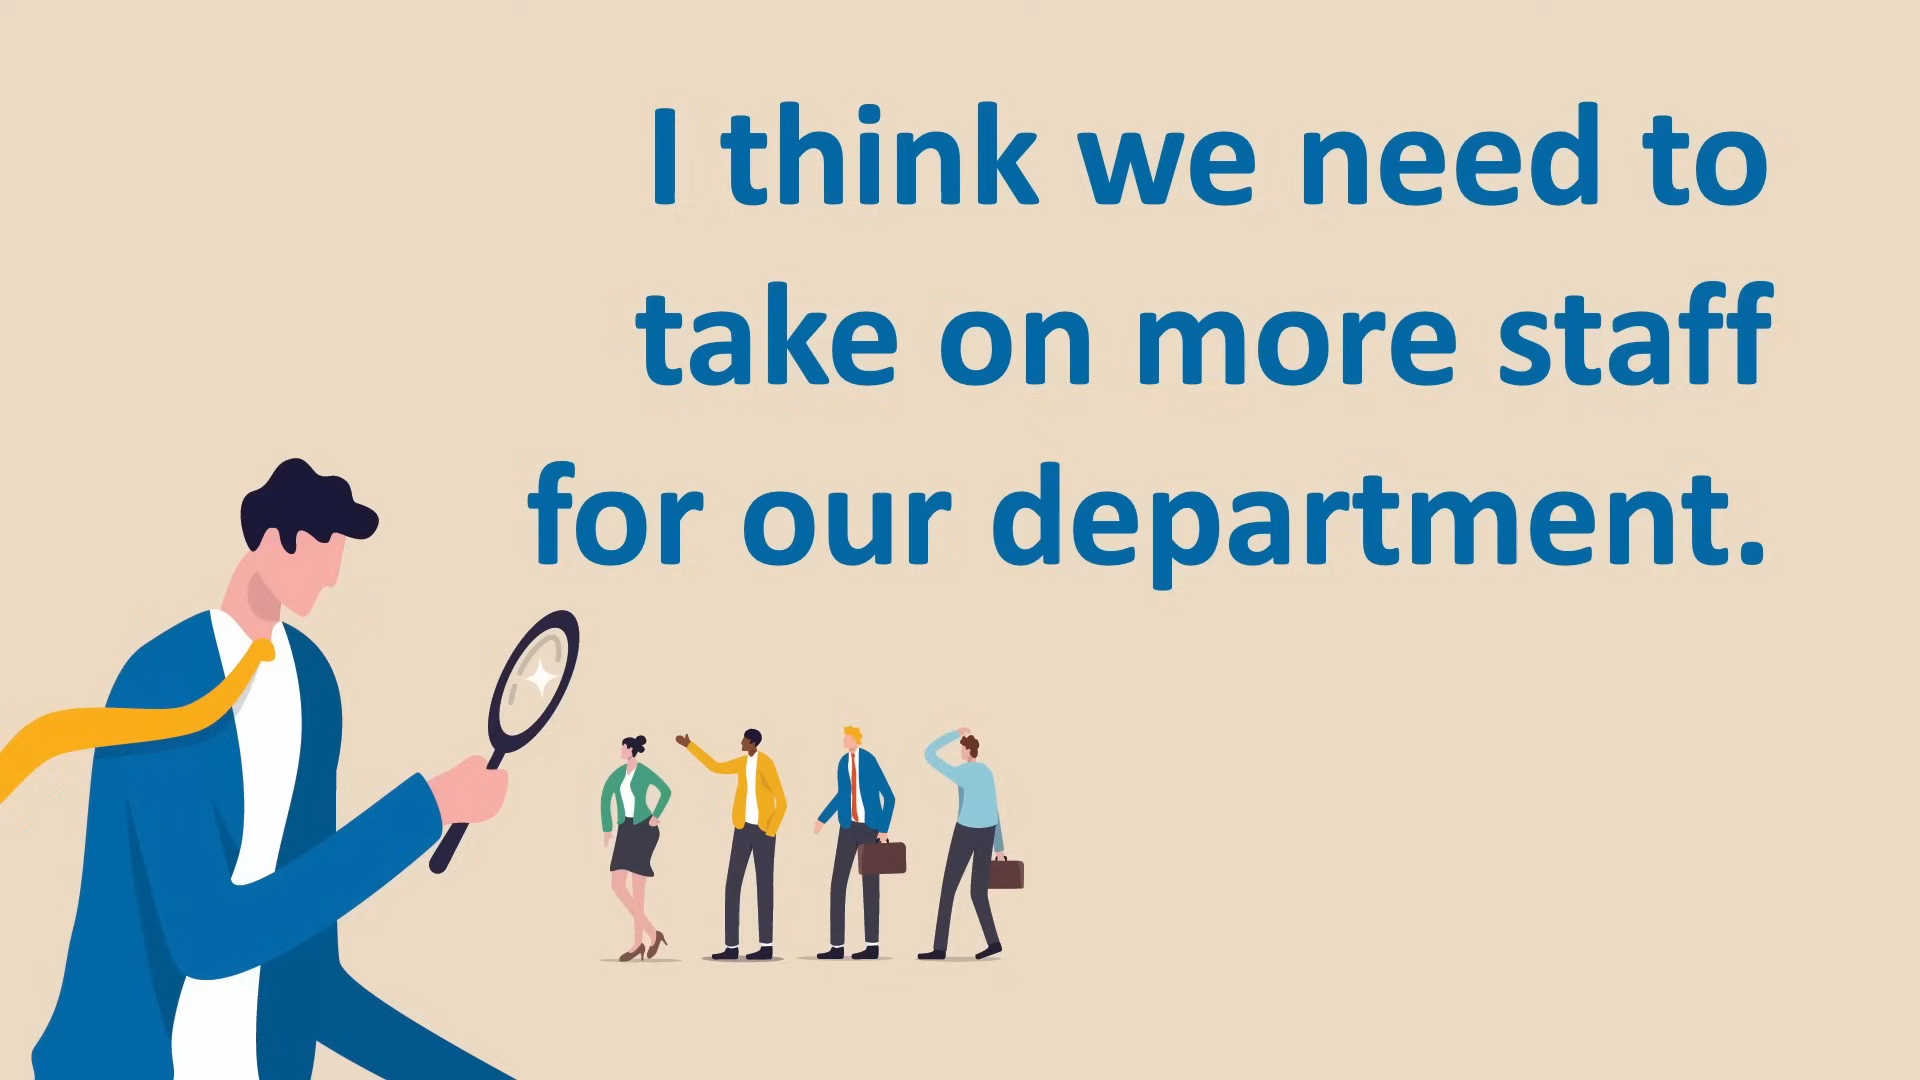 I think we need to
take on more staff
for our department.